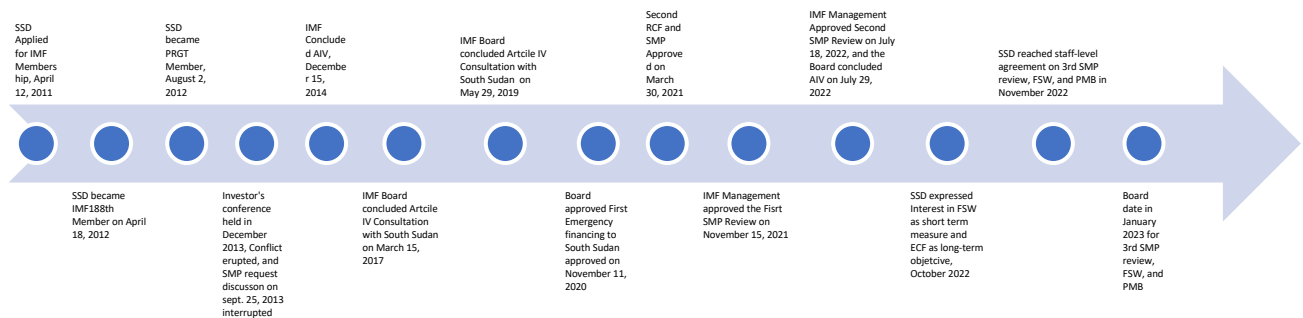 SSD
Applied
for IMF
Members
hip, April
12, 2011
SSD became
IMF188th
Member on April
18, 2012
SSD
became
PRGT
Member,
August 2,
2012
Investor's
conference
held in
December
2013, Conflict
erupted, and
SMP request
discusson on
sept. 25, 2013
interrupted
IMF
Conclude
d AIV,
Decembe
r 15,
2014
IMF Board
concluded Artcile
IV Consultation
with South Sudan
on March 15,
2017
IMF Board
concluded Artcile IV
Consultation with
South Sudan on
May 29, 2019
Board
approved First
Emergency
financing to
South Sudan
approved on
November 11,
2020
Second
RCF and
SMP
Approve
d on
March
30, 2021
IMF Management
approved the Fisrt
SMP Review on
November 15, 2021
IMF Management
Approved Second
SMP Review on July
18, 2022, and the
Board concluded
AIV on July 29,
2022
SSD expressed
Interest in FSW
as short term
measure and
ECF as long-term
objetcive,
October 2022
SSD reached staff-level
agreement on 3rd SMP
review, FSW, and PMB in
November 2022
Board
date in
January
2023 for
3rd SMP
review,
FSW, and
PMB